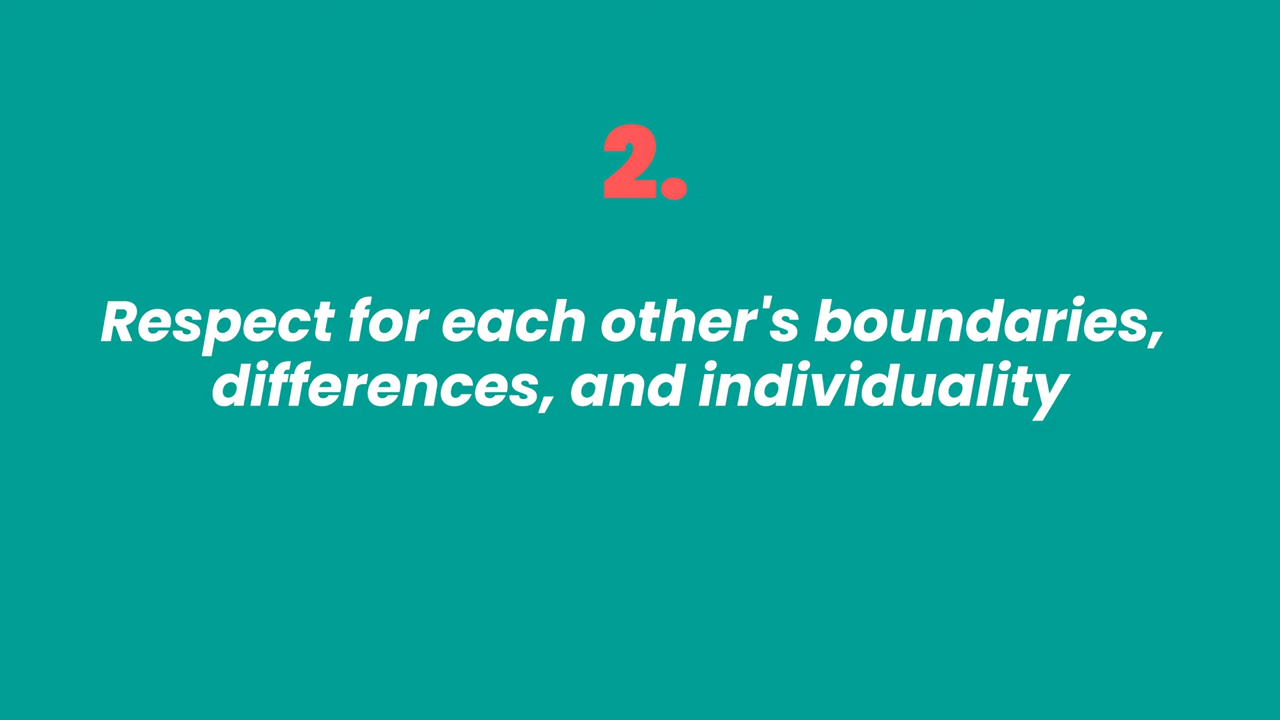 2.
Respect for each other's boundaries,
differences, and individuality